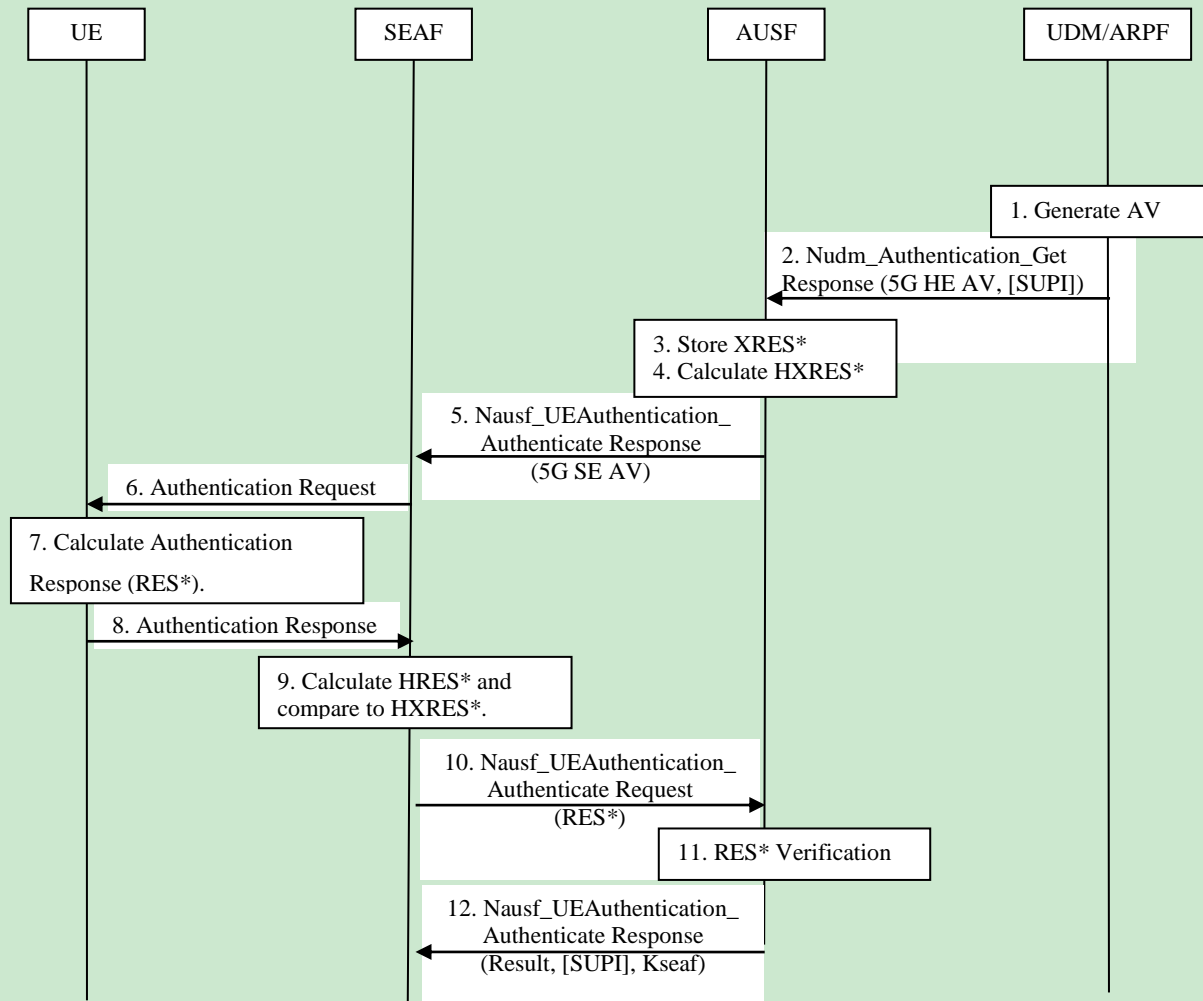 UE
SEAF
AUSF
UDM/ARPF
1. Generate AV
2. Nudm_Authentication_Get
Response (5G HE AV, [SUPI])
3. Store XRES*
4. Calculate HXRES*
5. Nausf_UEAuthentication_
Authenticate Response
(5G SE AV)
6. Authentication Request
7. Calculate Authentication
Response (RES*).
8. Authentication Response
9. Calculate HRES* and
compare to HXRES*.
10. Nausf_UEAuthentication_
Authenticate Request
(RES*)
11. RES* Verification
12. Nausf_UEAuthentication_
Authenticate Response
(Result, [SUPI], Kseaf)